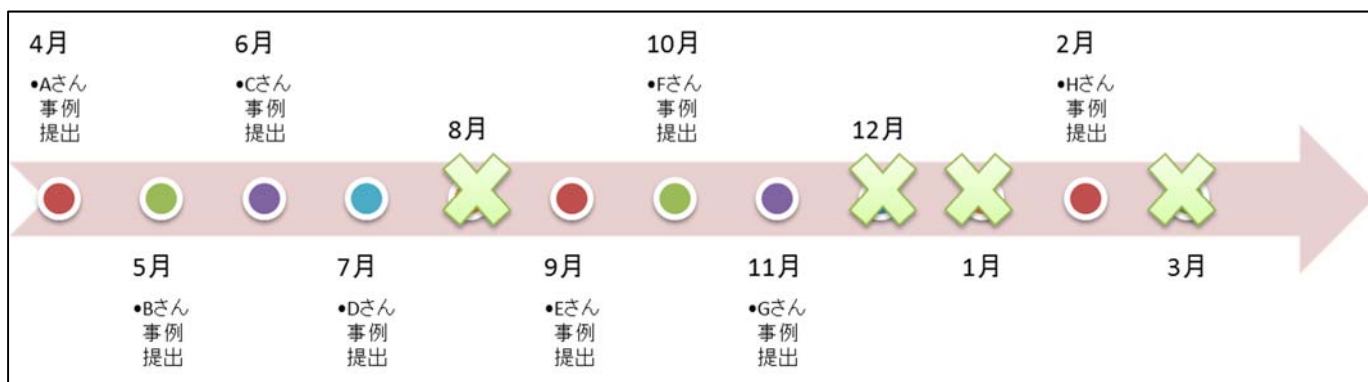 4月
•Aさん
事例
提出
6月
•Cさん
事例
提出
8月
10月
•Fさん
事例
提出
12月
2月
•Hさん
事例
提出
5月
•Bさん
事例
提出
7月
•Dさん
事例
提出
9月
•Eさん
事例
提出
11月
•Gさん
事例
提出
1月
3月